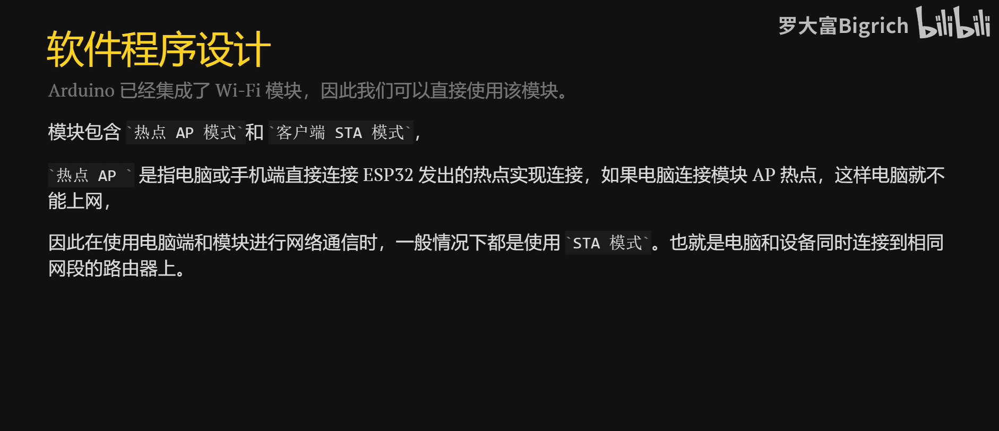 罗大富Bigrich bilibili
软件程序设计
Arduino 已经集成了 Wi-Fi 模块，因此我们可以直接使用该模块。
模块包含 `热点 AP 模式`和 `客户端 STA 模式`，
`热点 AP ` 是指电脑或手机端直接连接 ESP32 发出的热点实现连接，如果电脑连接模块 AP 热点，这样电脑就不
能上网，
因此在使用电脑端和模块进行网络通信时，一般情况下都是使用 `STA 模式`。也就是电脑和设备同时连接到相同
网段的路由器上。